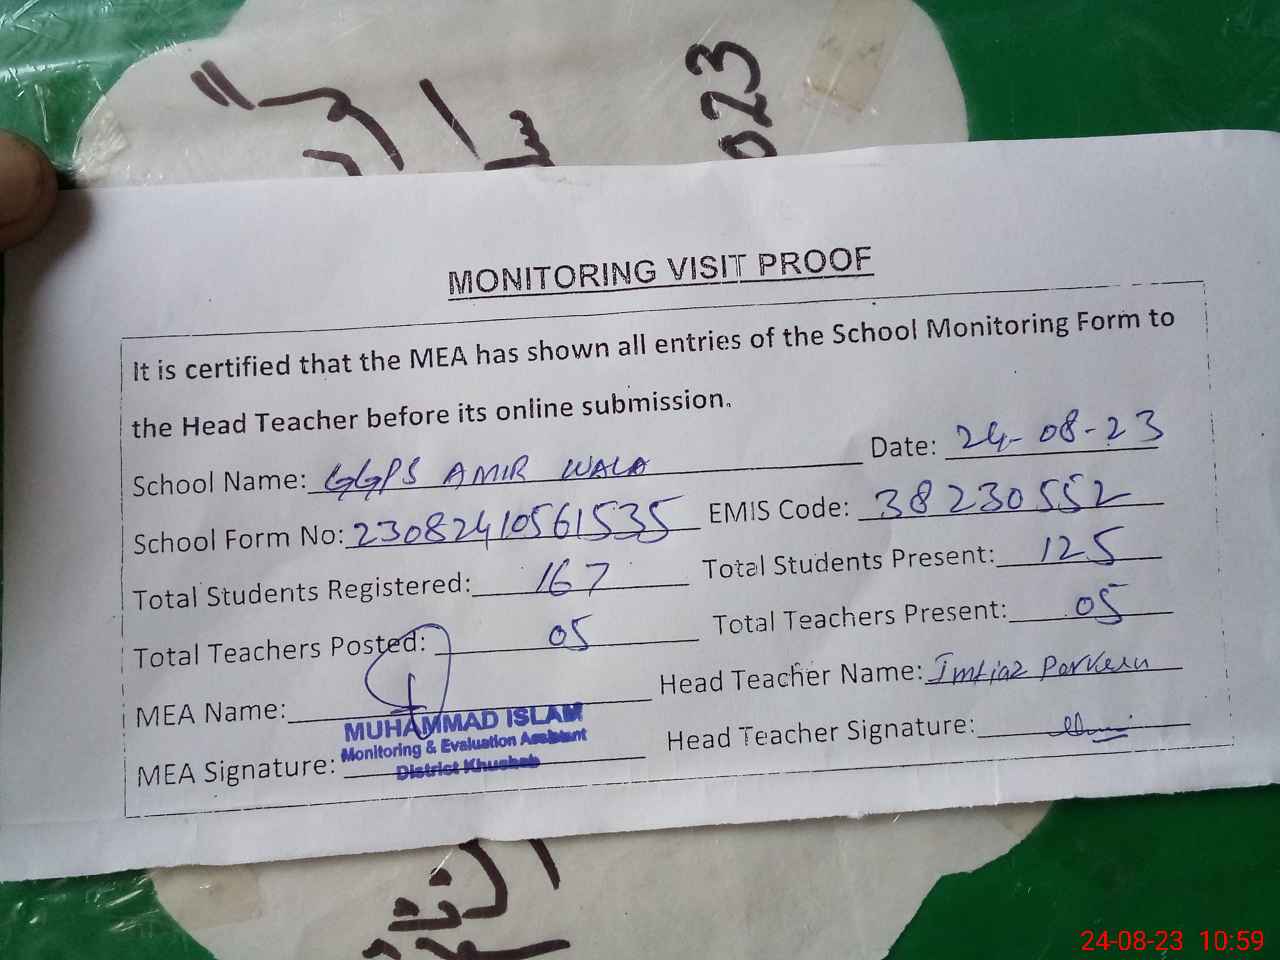 023
MONITORING VISIT PROOF
It is certified that the MEA has shown all entries of the School Monitoring Form to
the Head Teacher before its online submission.
School Name: GGPS AMIR WALA Date: 24-08-23
School Form No: 23082410561535 EMIS Code: 38230552
Total Students Registered: 167 Total Students Present: 125
Total Teachers Posted: 05 Total Teachers Present: 05
MEA Name: Head Teacher Name: Imtiaz Parveen
MUHAMMAD ISLAM
Monitoring & Evaluation Assistant
District Khushab
MEA Signature: Head Teacher Signature:
24-08-23 10:59